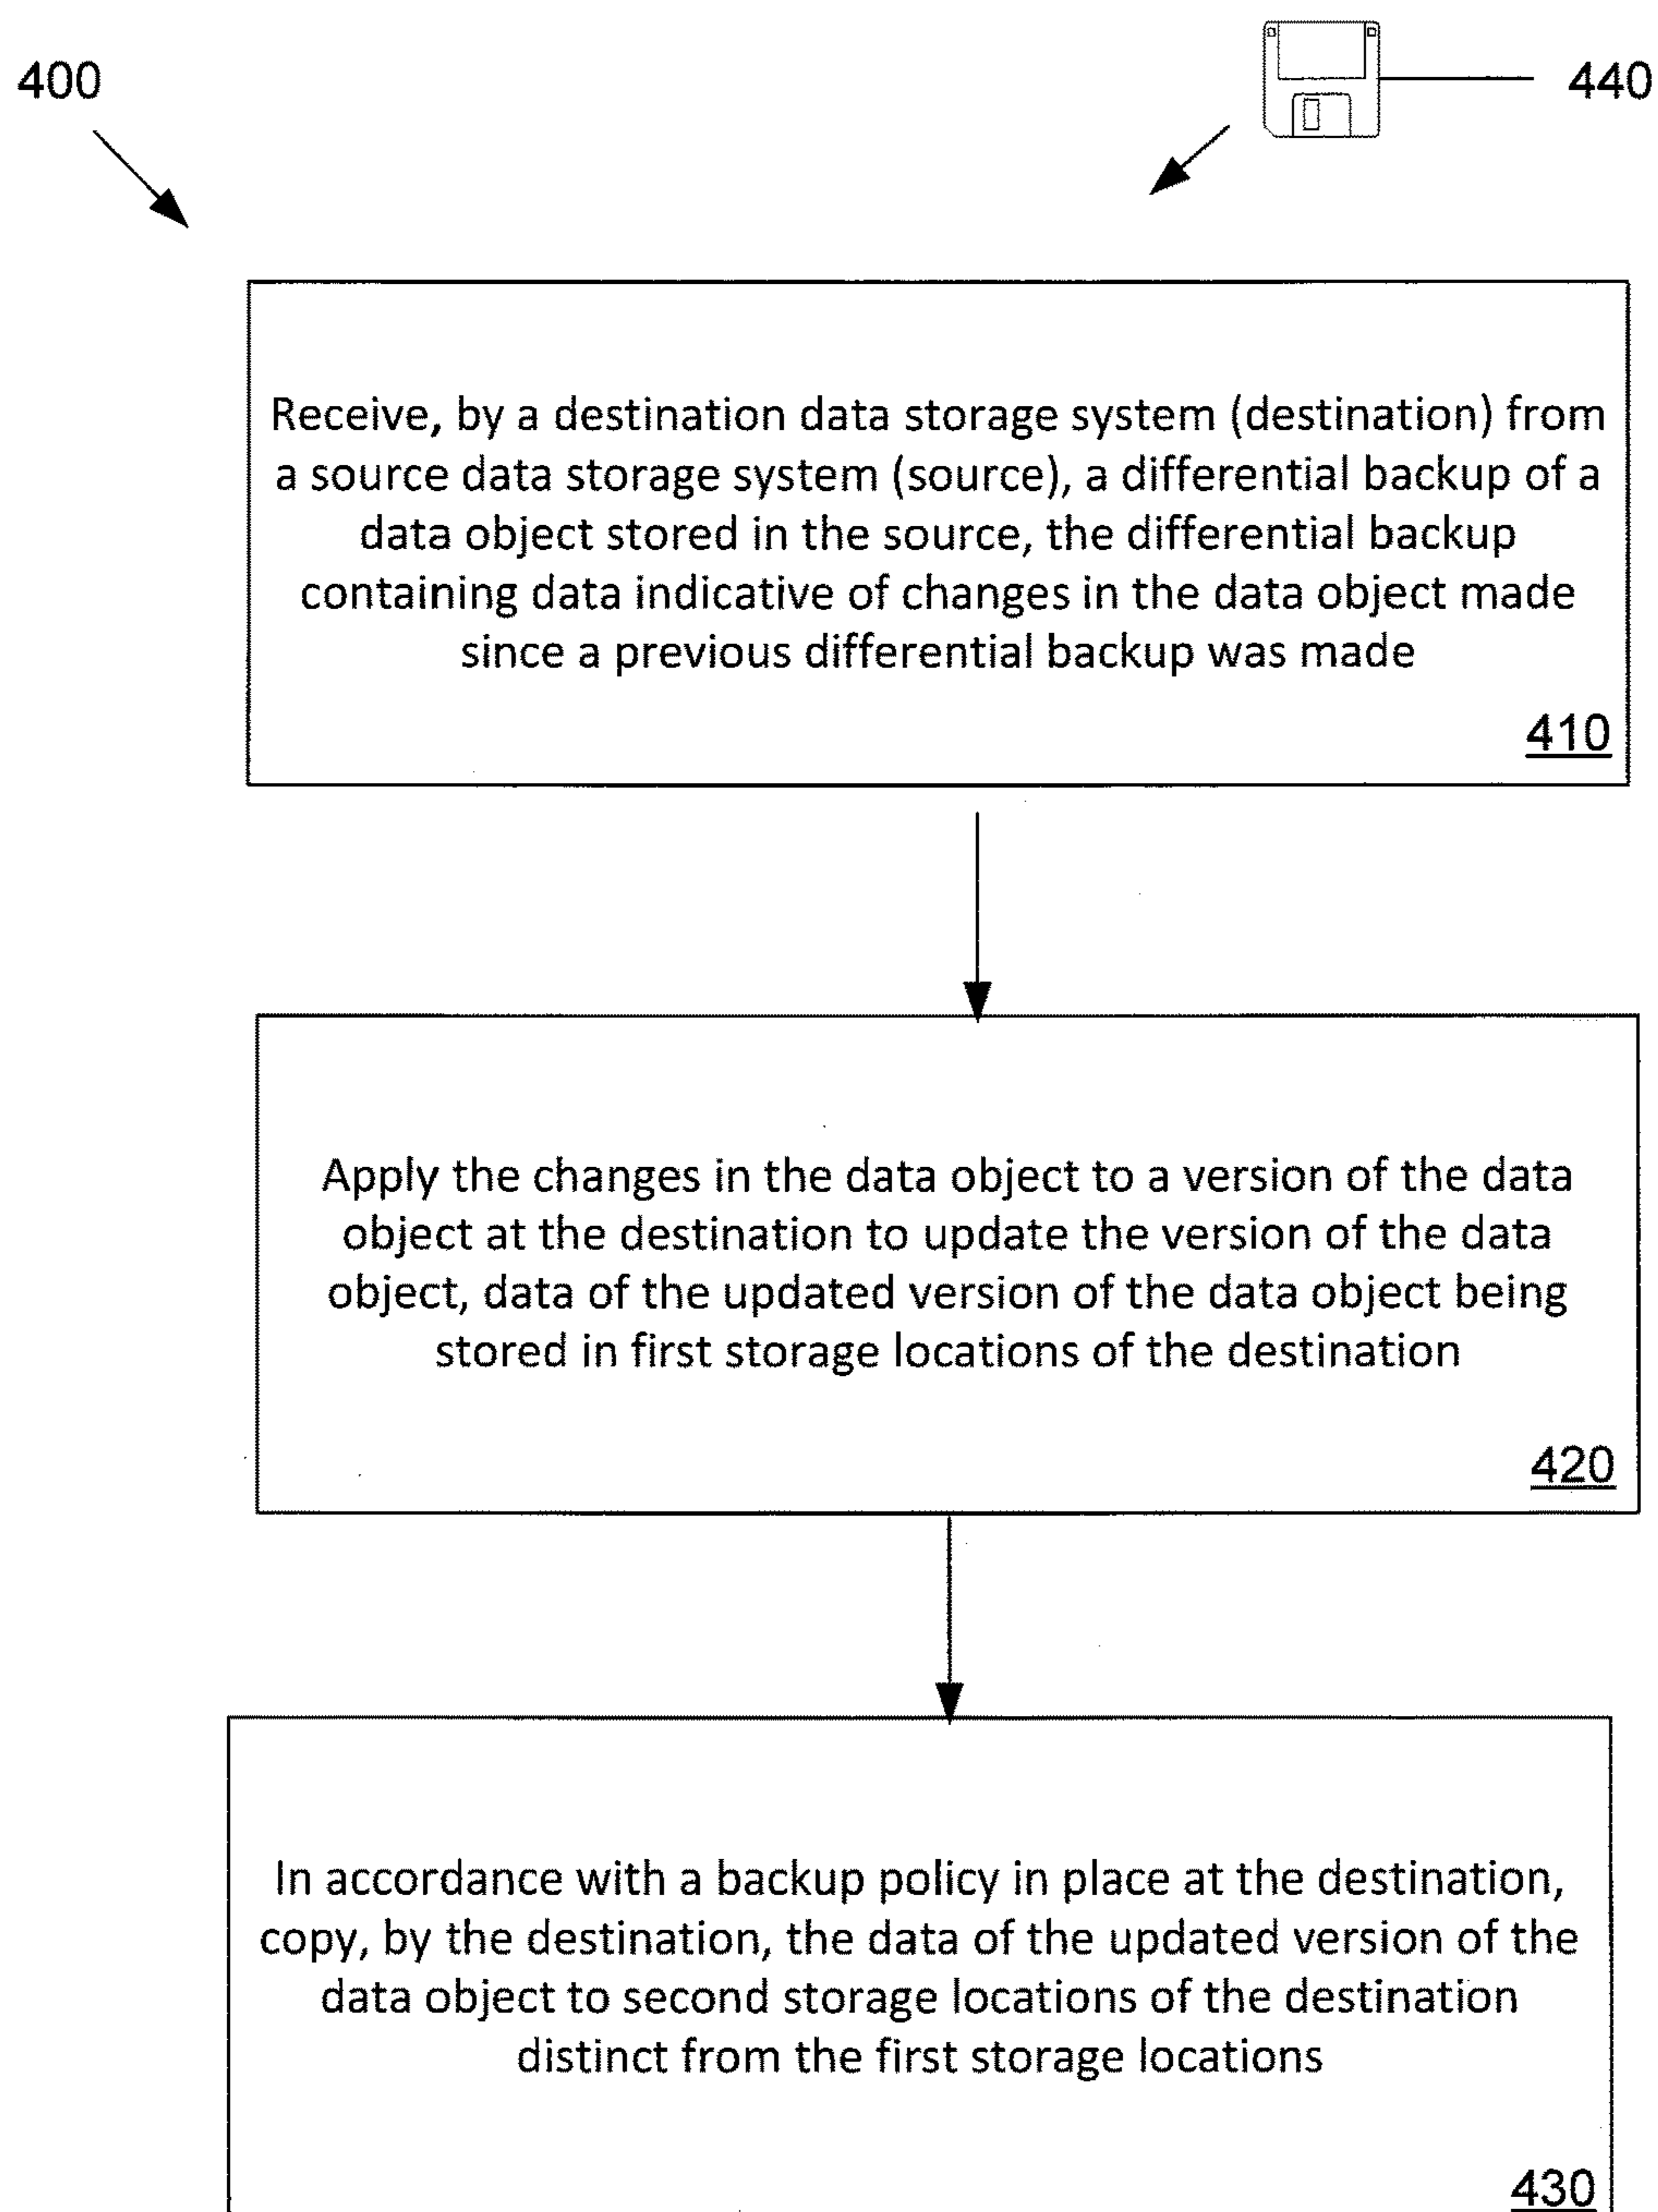 400
440
Receive, by a destination data storage system (destination) from
a source data storage system (source), a differential backup of a
data object stored in the source, the differential backup
containing data indicative of changes in the data object made
since a previous differential backup was made
410
Apply the changes in the data object to a version of the data
object at the destination to update the version of the data
object, data of the updated version of the data object being
stored in first storage locations of the destination
420
In accordance with a backup policy in place at the destination,
copy, by the destination, the data of the updated version of the
data object to second storage locations of the destination
distinct from the first storage locations
430